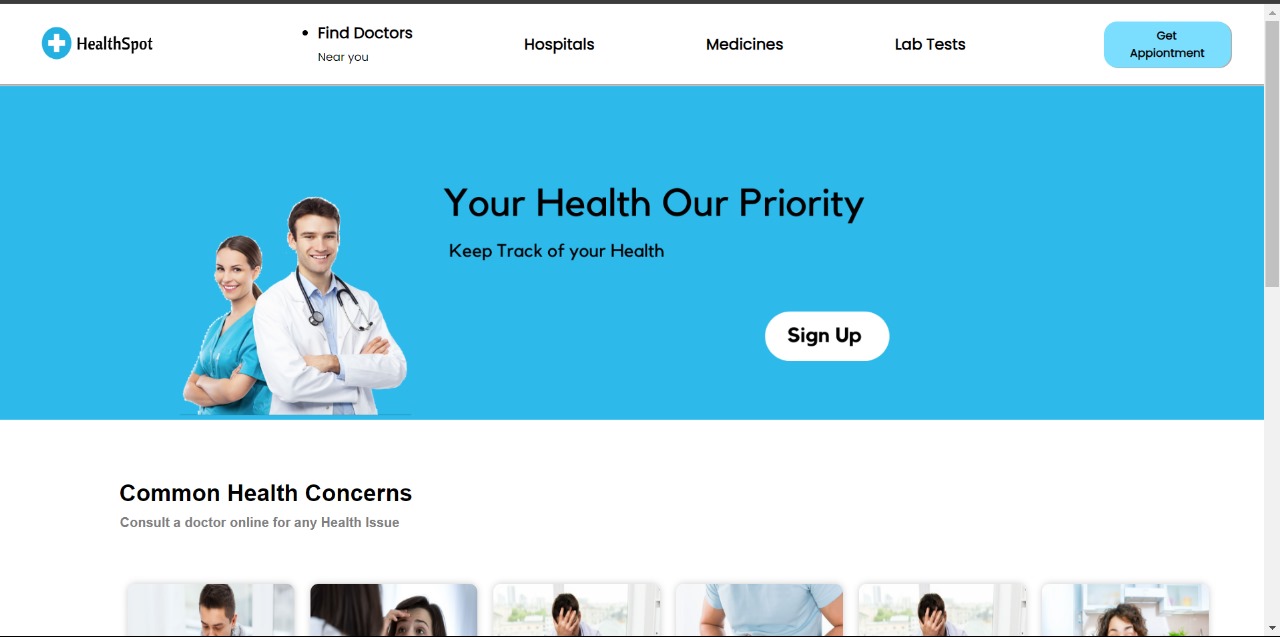 HealthSpot
Find Doctors
Near you
Hospitals
Medicines
Lab Tests
Get
Appiontment
Your Health Our Priority
Keep Track of your Health
Sign Up
Common Health Concerns
Consult a doctor online for any Health Issue